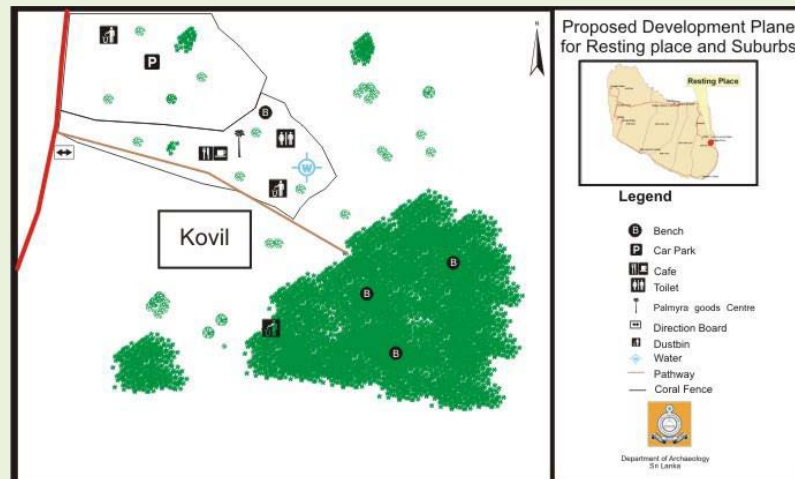 N
Proposed Development Plane
for Resting place and Suburbs
Resting Place
P
B
W
Kovil
B
B
B
Legend
B Bench
P Car Park
Cafe
Toilet
Palmyra goods Centre
Direction Board
Dustbin
W Water
Pathway
Coral Fence
Department of Archaeology
Sri Lanka